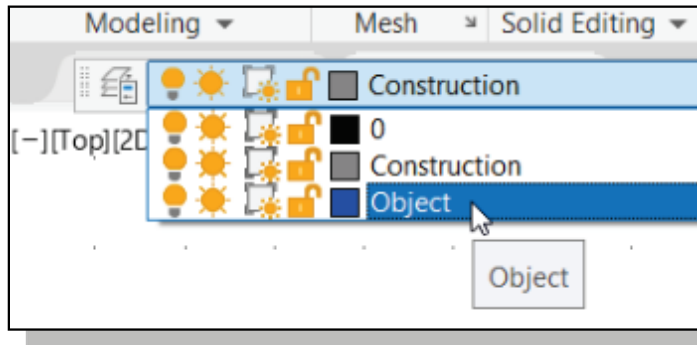 Modeling Mesh Solid Editing
Construction
0
[−][Top][2D
Construction
Object
Object